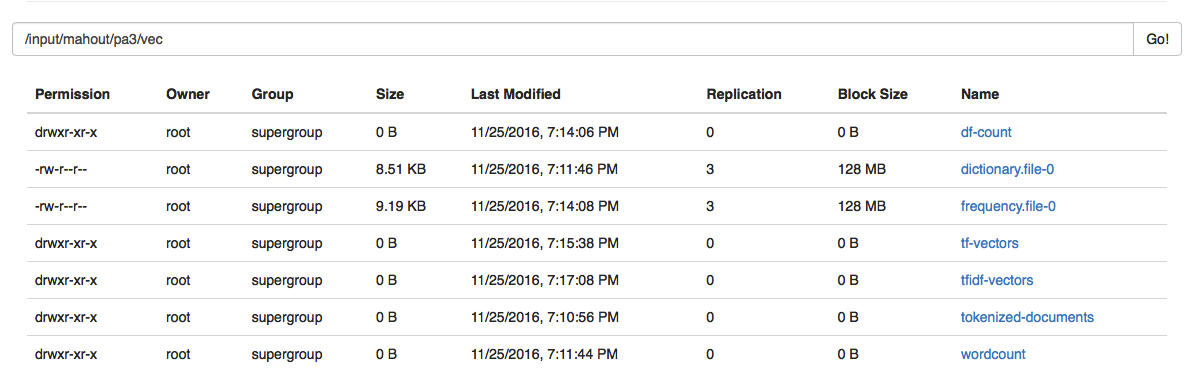 /input/mahout/pa3/vec Go!
Permission Owner Group Size Last Modified Replication Block Size Name
drwxr-xr-x root supergroup 0 B 11/25/2016, 7:14:06 PM 0 0 B df-count
-rw-r--r-- root supergroup 8.51 KB 11/25/2016, 7:11:46 PM 3 128 MB dictionary.file-0
-rw-r--r-- root supergroup 9.19 KB 11/25/2016, 7:14:08 PM 3 128 MB frequency.file-0
drwxr-xr-x root supergroup 0 B 11/25/2016, 7:15:38 PM 0 0 B tf-vectors
drwxr-xr-x root supergroup 0 B 11/25/2016, 7:17:08 PM 0 0 B tfidf-vectors
drwxr-xr-x root supergroup 0 B 11/25/2016, 7:10:56 PM 0 0 B tokenized-documents
drwxr-xr-x root supergroup 0 B 11/25/2016, 7:11:44 PM 0 0 B wordcount